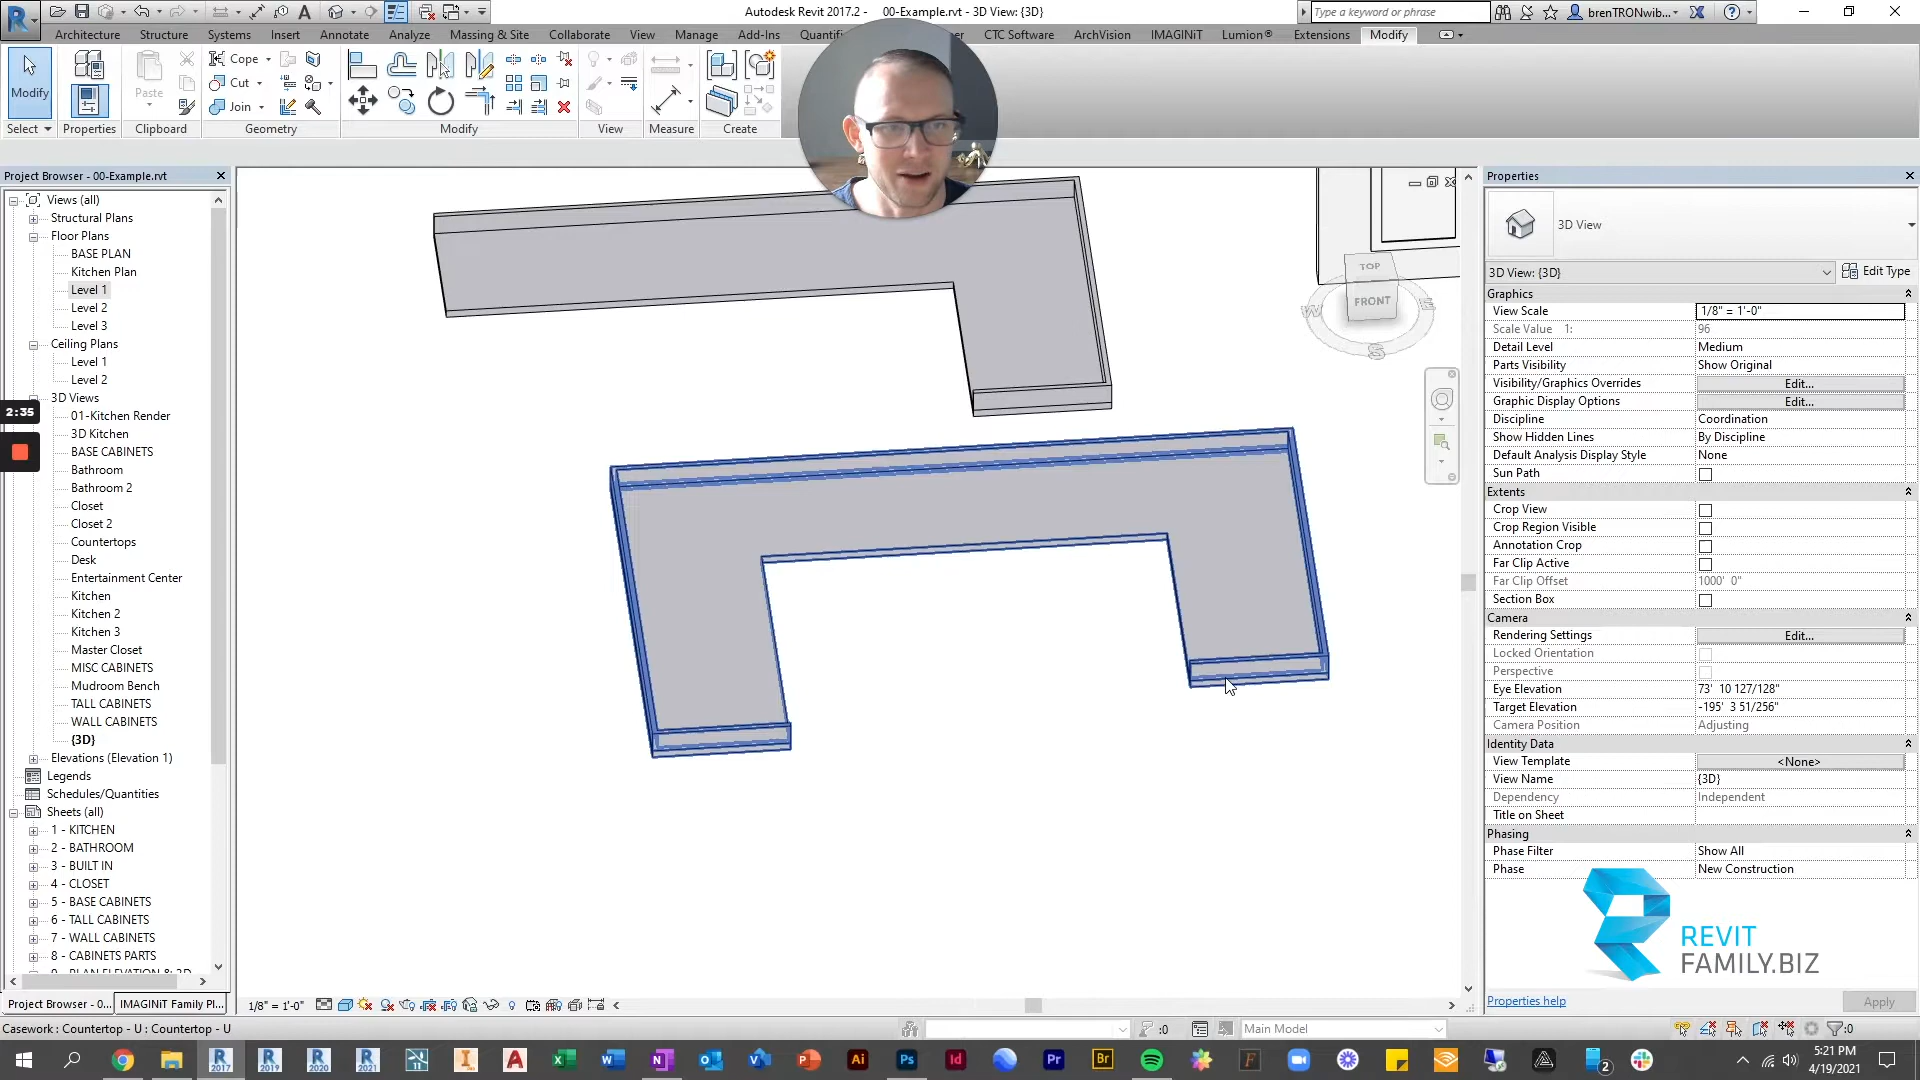 Autodesk Revit 2017.2 - 00-Example.rvt - 3D View: {3D}
Type a keyword or phrase
brenTRONwib...
Architecture Structure Systems Insert Annotate Analyze Massing & Site Collaborate View Manage Add-Ins CTC Software ArchVision IMAGINiT Lumion® Extensions Modify
Modify
Paste
Cope
Cut
Join
Select Properties Clipboard Geometry Modify View Measure Create
Project Browser - 00-Example.rvt
Views (all)
Structural Plans
Floor Plans
BASE PLAN
Kitchen Plan
Level 1
Level 2
Level 3
Ceiling Plans
Level 1
Level 2
3D Views
01-Kitchen Render
3D Kitchen
BASE CABINETS
Bathroom
Bathroom 2
Closet
Closet 2
Countertops
Desk
Entertainment Center
Kitchen
Kitchen 2
Kitchen 3
Master Closet
MISC CABINETS
Mudroom Bench
TALL CABINETS
WALL CABINETS
{3D}
Elevations (Elevation 1)
Legends
Schedules/Quantities
Sheets (all)
1 - KITCHEN
2 - BATHROOM
3 - BUILT IN
4 - CLOSET
5 - BASE CABINETS
6 - TALL CABINETS
7 - WALL CABINETS
8 - CABINETS PARTS
2:35
Project Browser - 0... IMAGINiT Family Pl...
TOP
FRONT
W E
S
Properties
3D View
3D View: {3D} Edit Type
Graphics
View Scale 1/8" = 1'-0"
Scale Value 1: 96
Detail Level Medium
Parts Visibility Show Original
Visibility/Graphics Overrides Edit...
Graphic Display Options Edit...
Discipline Coordination
Show Hidden Lines By Discipline
Default Analysis Display Style None
Sun Path
Extents
Crop View
Crop Region Visible
Annotation Crop
Far Clip Active
Far Clip Offset 1000' 0"
Section Box
Camera
Rendering Settings Edit...
Locked Orientation
Perspective
Eye Elevation 73' 10 127/128"
Target Elevation -195' 3 51/256"
Camera Position Adjusting
Identity Data
View Template <None>
View Name {3D}
Dependency Independent
Title on Sheet
Phasing
Phase Filter Show All
Phase New Construction
REVIT
FAMILY.BIZ
Properties help Apply
1/8" = 1'-0"
Casework : Countertop - U : Countertop - U
:0 Main Model :0
R 2017 R 2019 R 2020 R 2021
Ai Ps Id Pr Br
2
5:21 PM
4/19/2021